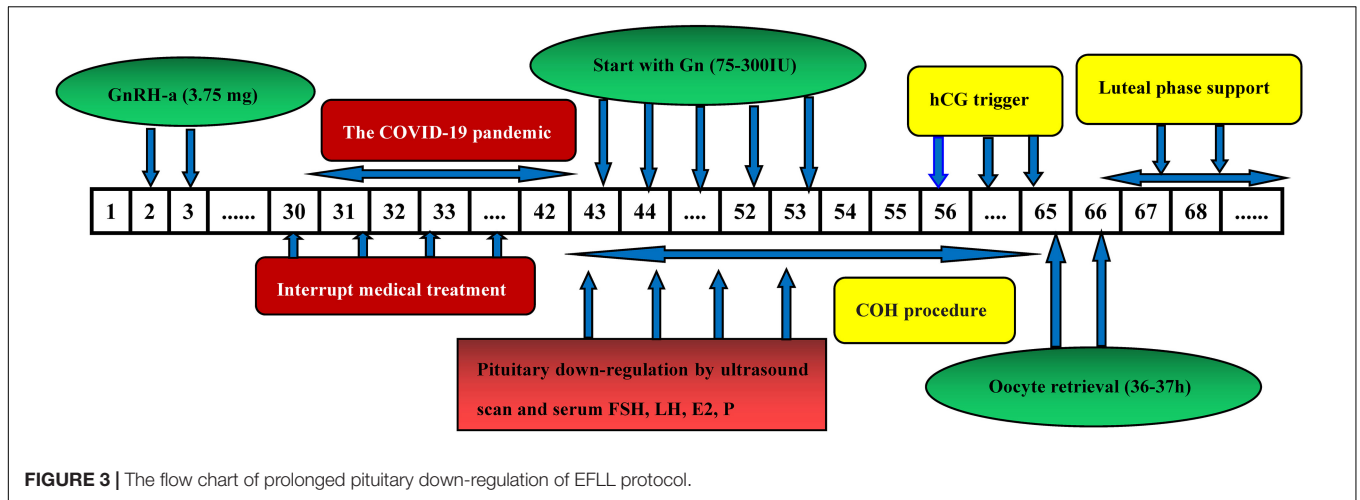 Start with Gn (75-300IU)
GnRH-a (3.75 mg)
hCG trigger
Luteal phase support
The COVID-19 pandemic
1 2 3 ...... 30 31 32 33 .... 42 43 44 .... 52 53 54 55 56 .... 65 66 67 68 ......
Interrupt medical treatment
COH procedure
Pituitary down-regulation by ultrasound
scan and serum FSH, LH, E2, P
Oocyte retrieval (36-37h)
FIGURE 3 | The flow chart of prolonged pituitary down-regulation of EFLL protocol.